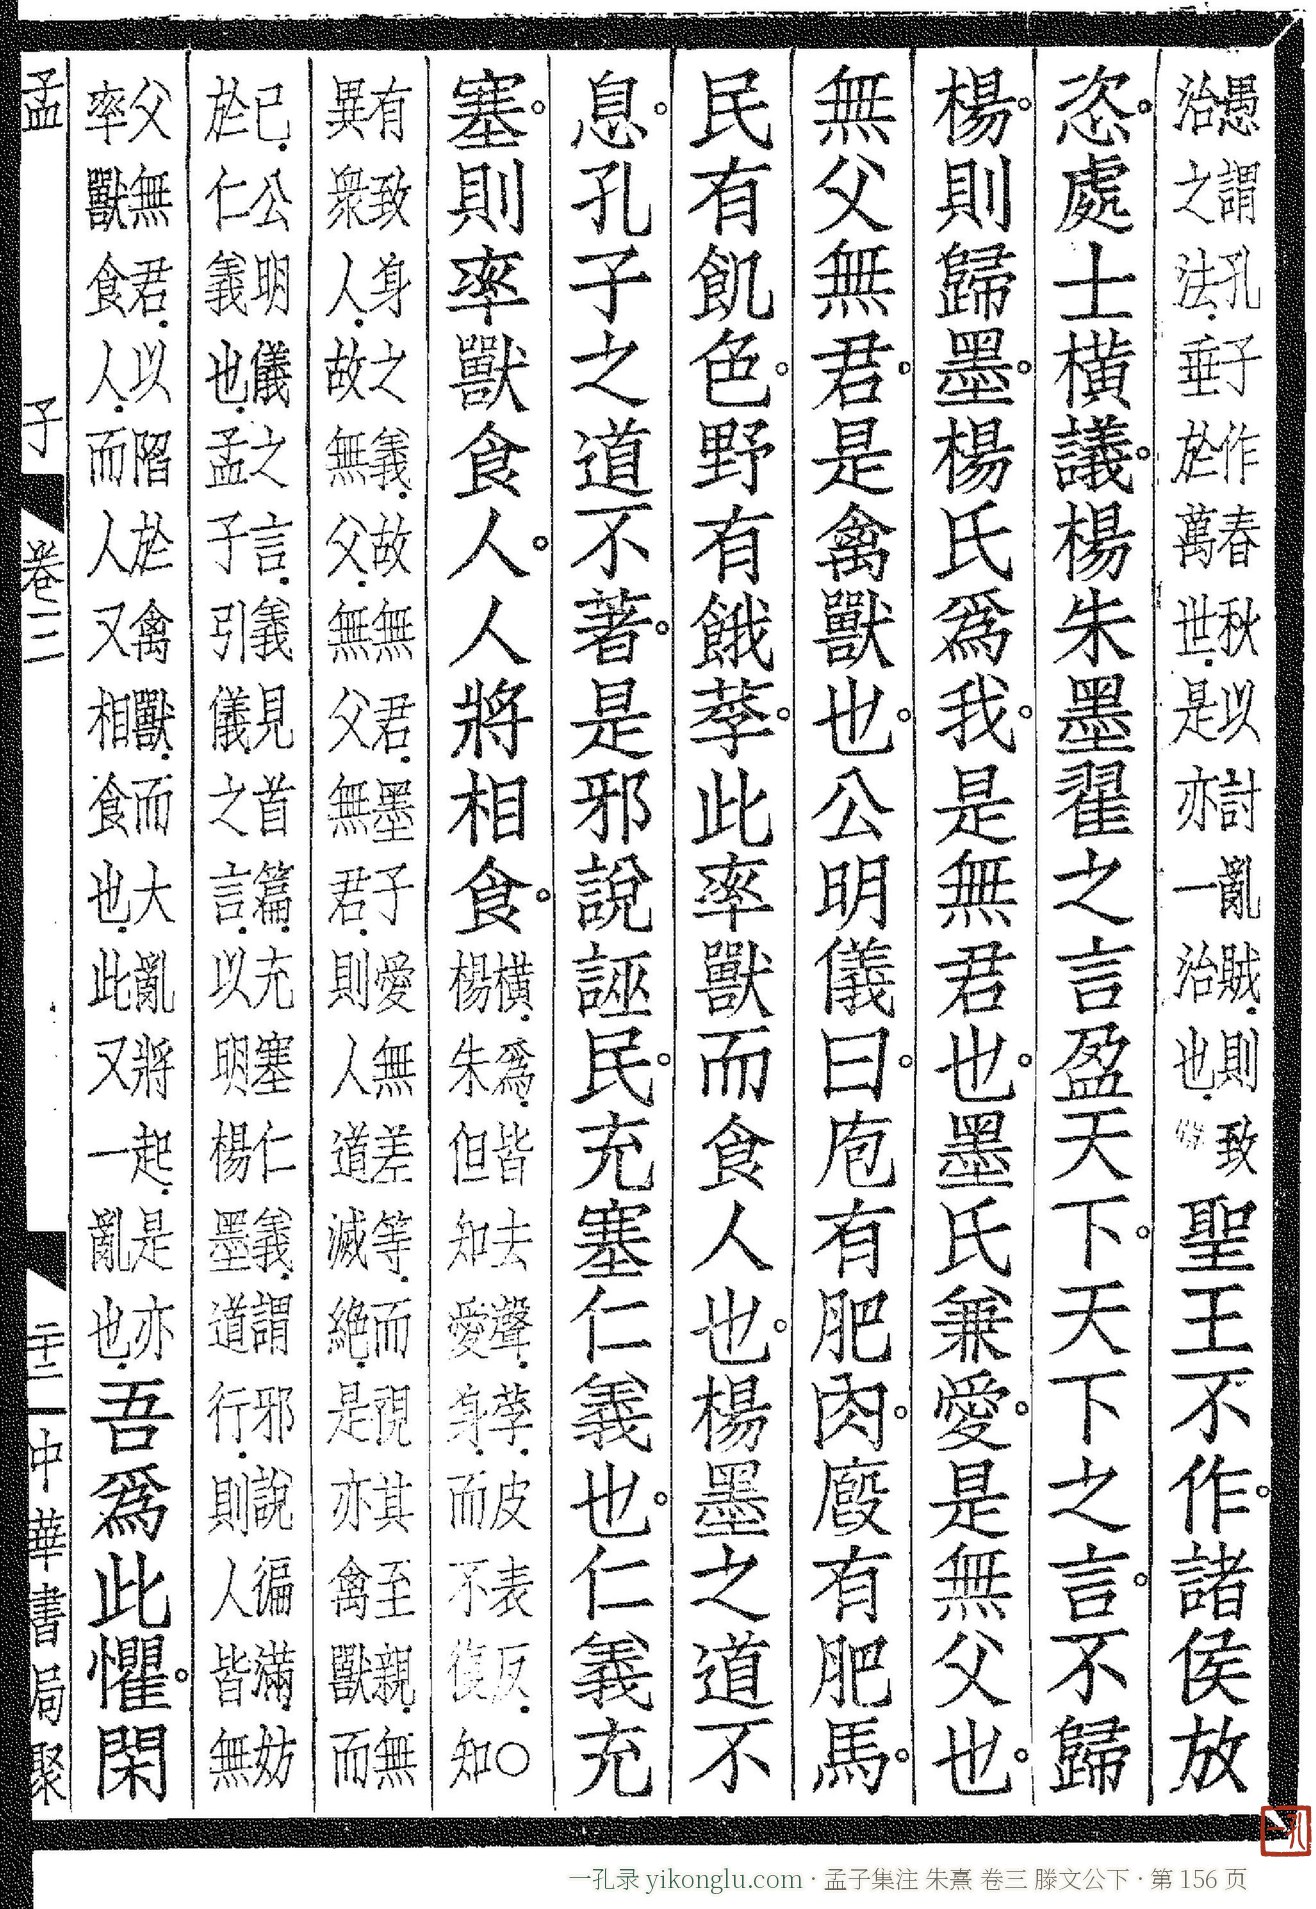 愚謂孔子作春秋以討亂賊則致
治之法垂於萬世是亦一治也
聖王不作諸侯放
恣處士橫議楊朱墨翟之言盈天下天下之言不歸
楊則歸墨楊氏爲我是無君也墨氏兼愛是無父也
無父無君是禽獸也公明儀曰庖有肥肉廄有肥馬
民有飢色野有餓莩此率獸而食人也楊墨之道不
息孔子之道不著是邪說誣民充塞仁義也仁義充
塞則率獸食人人將相食
橫爲皆去聲莩皮表反○
楊朱但知愛身而不復知
有致身之義故無君墨子愛無差等而視其至親無
異衆人故無父無父無君則人道滅絶是亦禽獸而
已公明儀之言義見首篇充塞仁義謂邪說徧滿妨
於仁義也孟子引儀之言以明楊墨道行則人皆無
父無君以陷於禽獸而大亂將起是亦
率獸食人而人又相食也此又一亂也
吾爲此懼閑
孟子
卷三
二十二
中華書局聚
一孔
一孔录 yikonglu.com · 孟子集注 朱熹 卷三 滕文公下 · 第 156 页